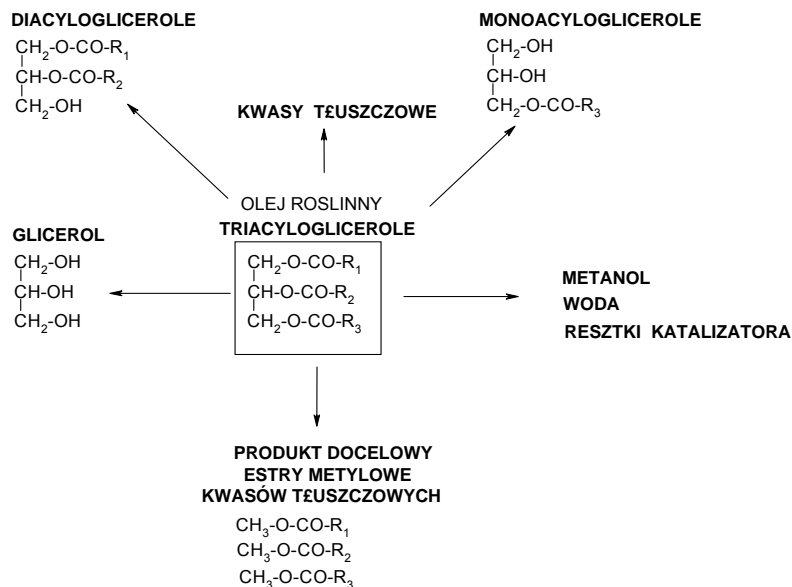 DIACYLOGLICEROLE
CH₂-O-CO-R₁
CH-O-CO-R₂
CH₂-OH
MONOACYLOGLICEROLE
CH₂-OH
CH-OH
CH₂-O-CO-R₃
KWASY T£USZCZOWE
OLEJ ROSLINNY
TRIACYLOGLICEROLE
CH₂-O-CO-R₁
CH-O-CO-R₂
CH₂-O-CO-R₃
GLICEROL
CH₂-OH
CH-OH
CH₂-OH
METANOL
WODA
RESZTKI KATALIZATORA
PRODUKT DOCELOWY
ESTRY METYLOWE
KWASÓW T£USZCZOWYCH
CH₃-O-CO-R₁
CH₃-O-CO-R₂
CH₃-O-CO-R₃